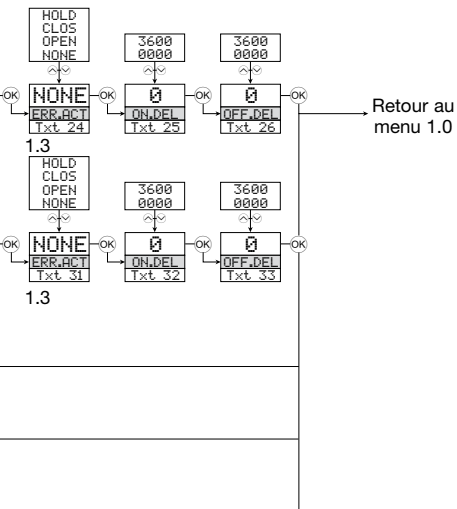 HOLD
CLOS
OPEN
NONE
3600
0000
3600
0000
OK NONE OK 0 OK 0 OK
ERR.ACT ON.DEL OFF.DEL
Txt 24 Txt 25 Txt 26
Retour au
menu 1.0
1.3
HOLD
CLOS
OPEN
NONE
3600
0000
3600
0000
OK NONE OK 0 OK 0 OK
ERR.ACT ON.DEL OFF.DEL
Txt 31 Txt 32 Txt 33
1.3